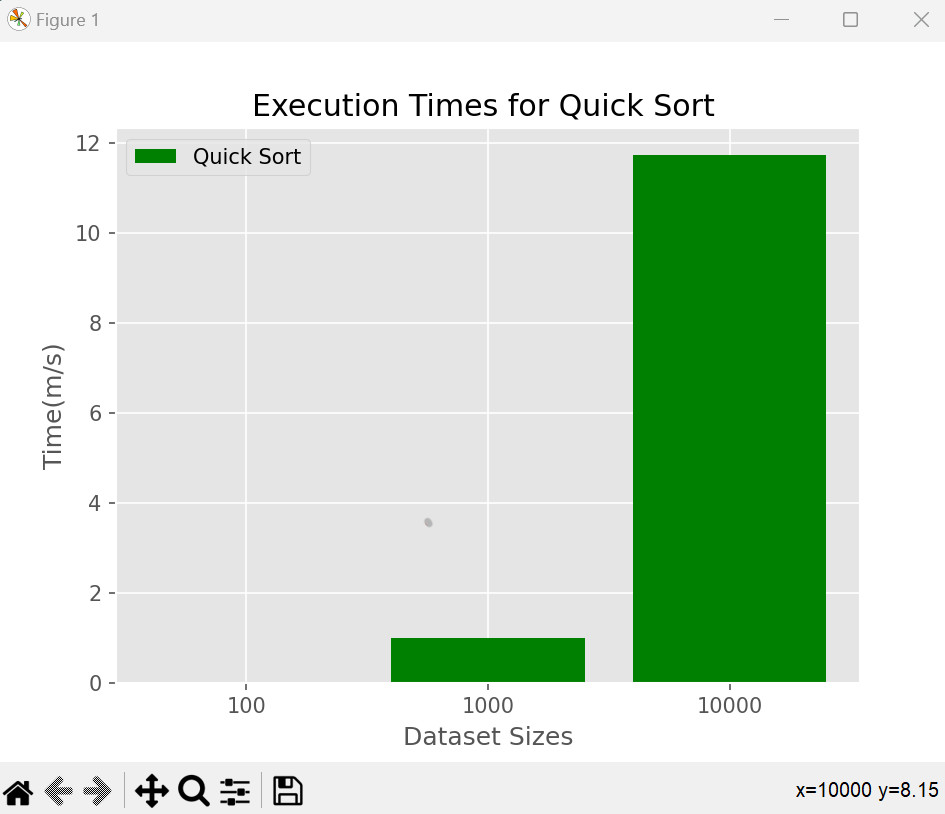 Figure 1
Execution Times for Quick Sort
Quick Sort
12
10
8
6
4
2
0
Time(m/s)
100 1000 10000
Dataset Sizes
x=10000 y=8.15